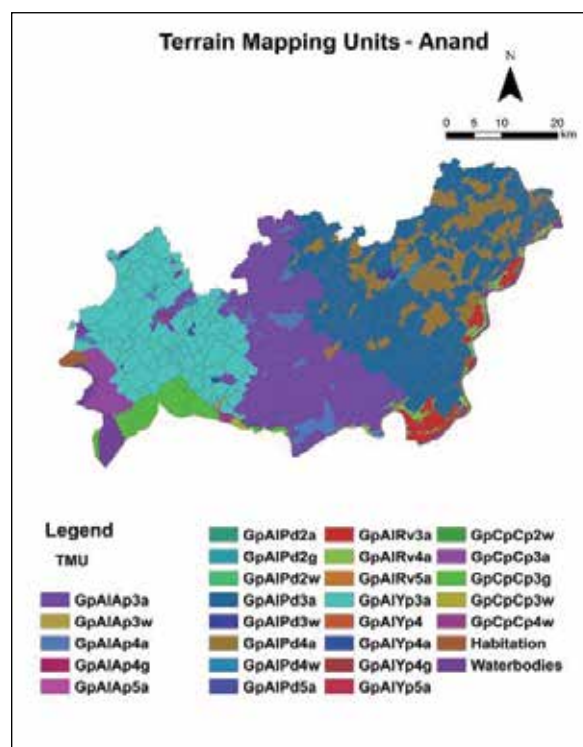 Terrain Mapping Units - Anand
N
0 5 10 20
km
Legend
TMU
GpAlAp3a
GpAlAp3w
GpAlAp4a
GpAlAp4g
GpAlAp5a
GpAlPd2a
GpAlPd2g
GpAlPd2w
GpAlPd3a
GpAlPd3w
GpAlPd4a
GpAlPd4w
GpAlPd5a
GpAlRv3a
GpAlRv4a
GpAlRv5a
GpAlYp3a
GpAlYp4
GpAlYp4a
GpAlYp4g
GpAlYp5a
GpCpCp2w
GpCpCp3a
GpCpCp3g
GpCpCp3w
GpCpCp4w
Habitation
Waterbodies